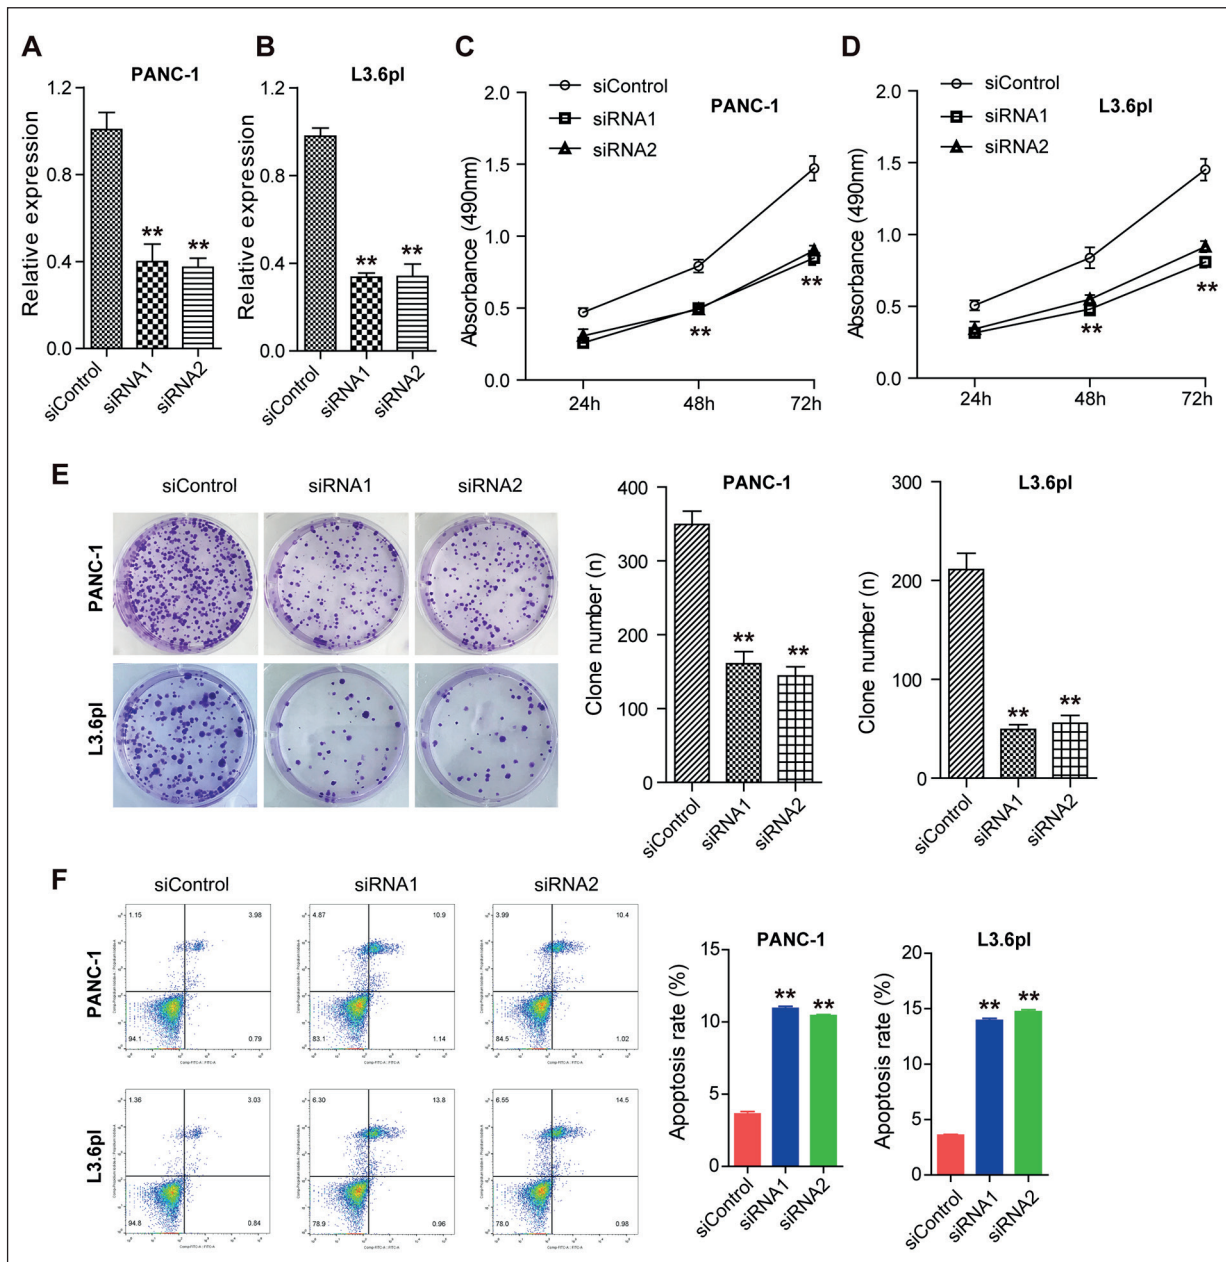 A
PANC-1
Relative expression
1.2
0.8
0.4
0.0
**
**
siControl
siRNA1
siRNA2
B
L3.6pl
Relative expression
1.2
0.8
0.4
0.0
**
**
siControl
siRNA1
siRNA2
C
siControl
siRNA1
siRNA2
PANC-1
Absorbance (490nm)
2.0
1.5
1.0
0.5
0.0
**
**
24h
48h
72h
D
siControl
siRNA1
siRNA2
L3.6pl
Absorbance (490nm)
2.0
1.5
1.0
0.5
0.0
**
**
24h
48h
72h
E
siControl
siRNA1
siRNA2
PANC-1
L3.6pl
PANC-1
Clone number (n)
400
300
200
100
0
**
**
siControl
siRNA1
siRNA2
L3.6pl
Clone number (n)
300
200
100
0
**
**
siControl
siRNA1
siRNA2
F
siControl
siRNA1
siRNA2
PANC-1
1.15
3.98
94.1
0.79
4.87
10.9
83.1
1.14
3.99
10.4
84.5
1.02
L3.6pl
1.36
3.03
94.8
0.84
6.30
13.8
78.9
0.96
6.55
14.5
78.0
0.98
PANC-1
Apoptosis rate (%)
15
10
5
0
**
**
siControl
siRNA1
siRNA2
L3.6pl
Apoptosis rate (%)
20
15
10
5
0
**
**
siControl
siRNA1
siRNA2